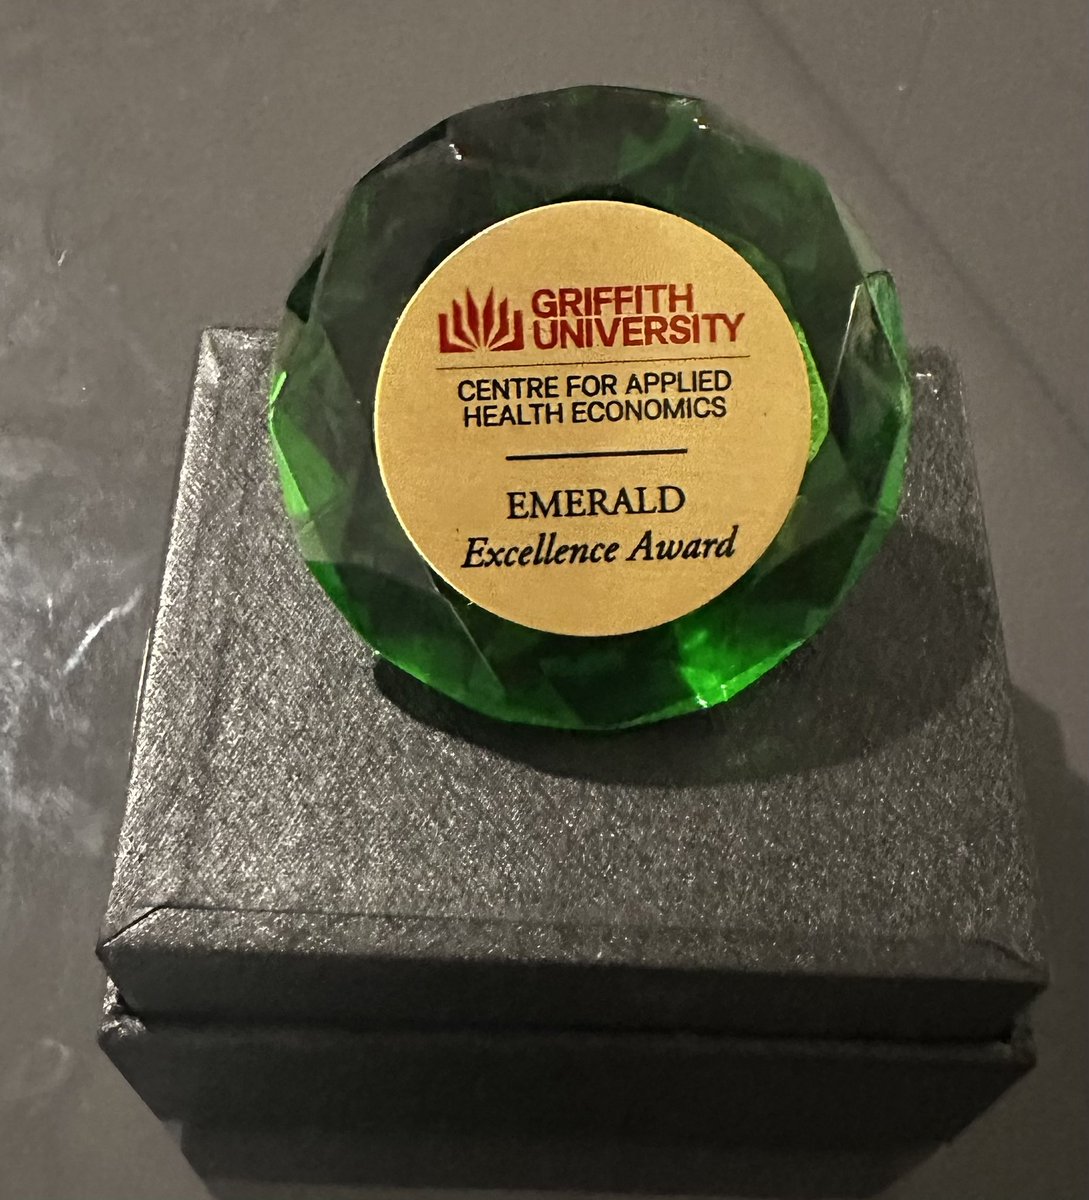 GRIFFITH
UNIVERSITY
CENTRE FOR APPLIED
HEALTH ECONOMICS
EMERALD
Excellence Award